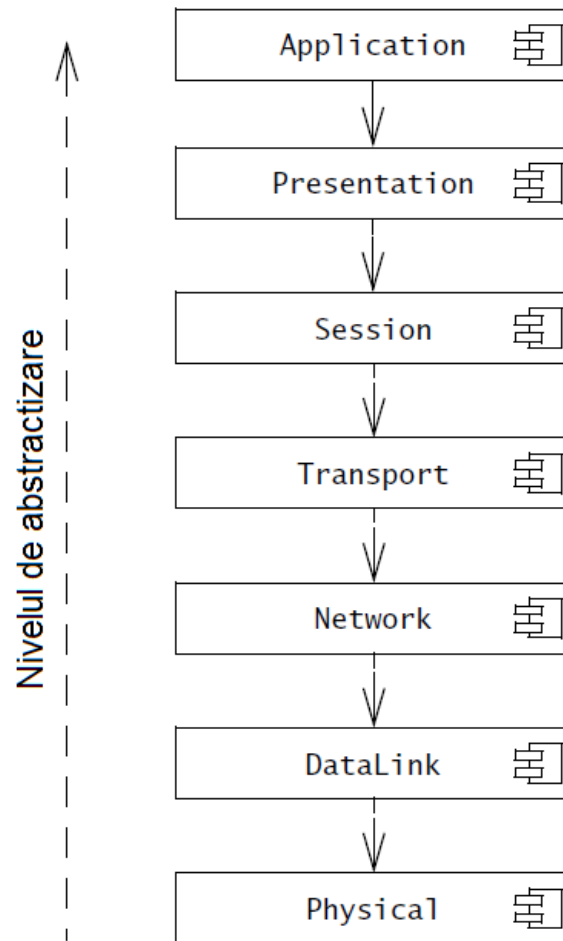 Application
Presentation
Session
Transport
Network
DataLink
Physical
Nivelul de abstractizare